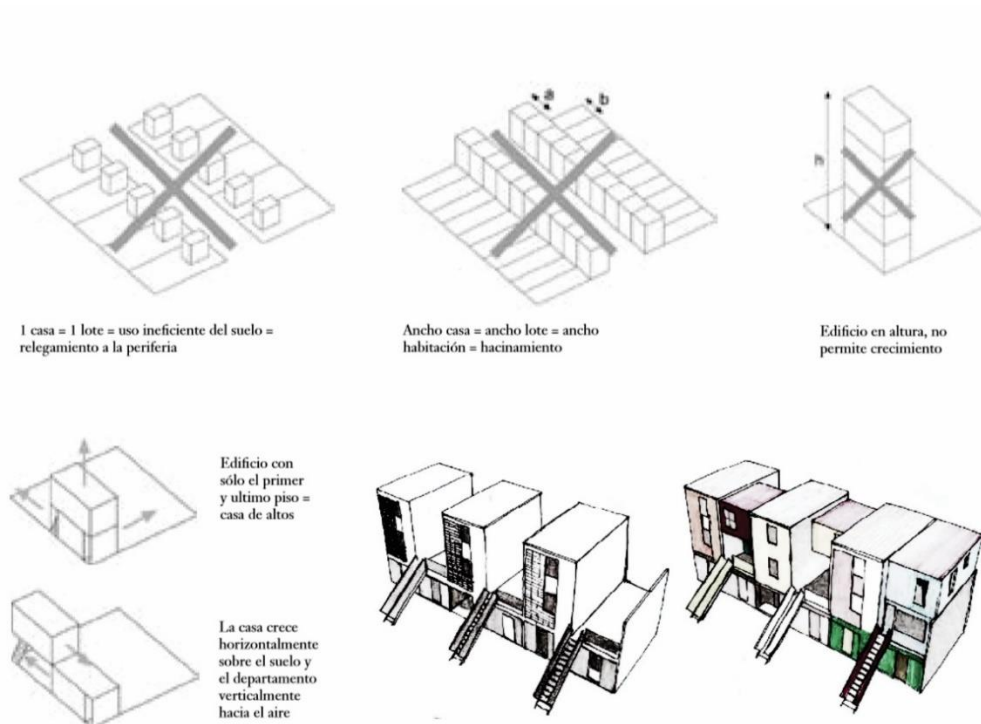 a
b
h
1 casa = 1 lote = uso ineficiente del suelo =
relegamiento a la periferia
Ancho casa = ancho lote = ancho
habitación = hacinamiento
Edificio en altura, no
permite crecimiento
Edificio con
sólo el primer
y ultimo piso =
casa de altos
La casa crece
horizontalmente
sobre el suelo y
el departamento
verticalmente
hacia el aire